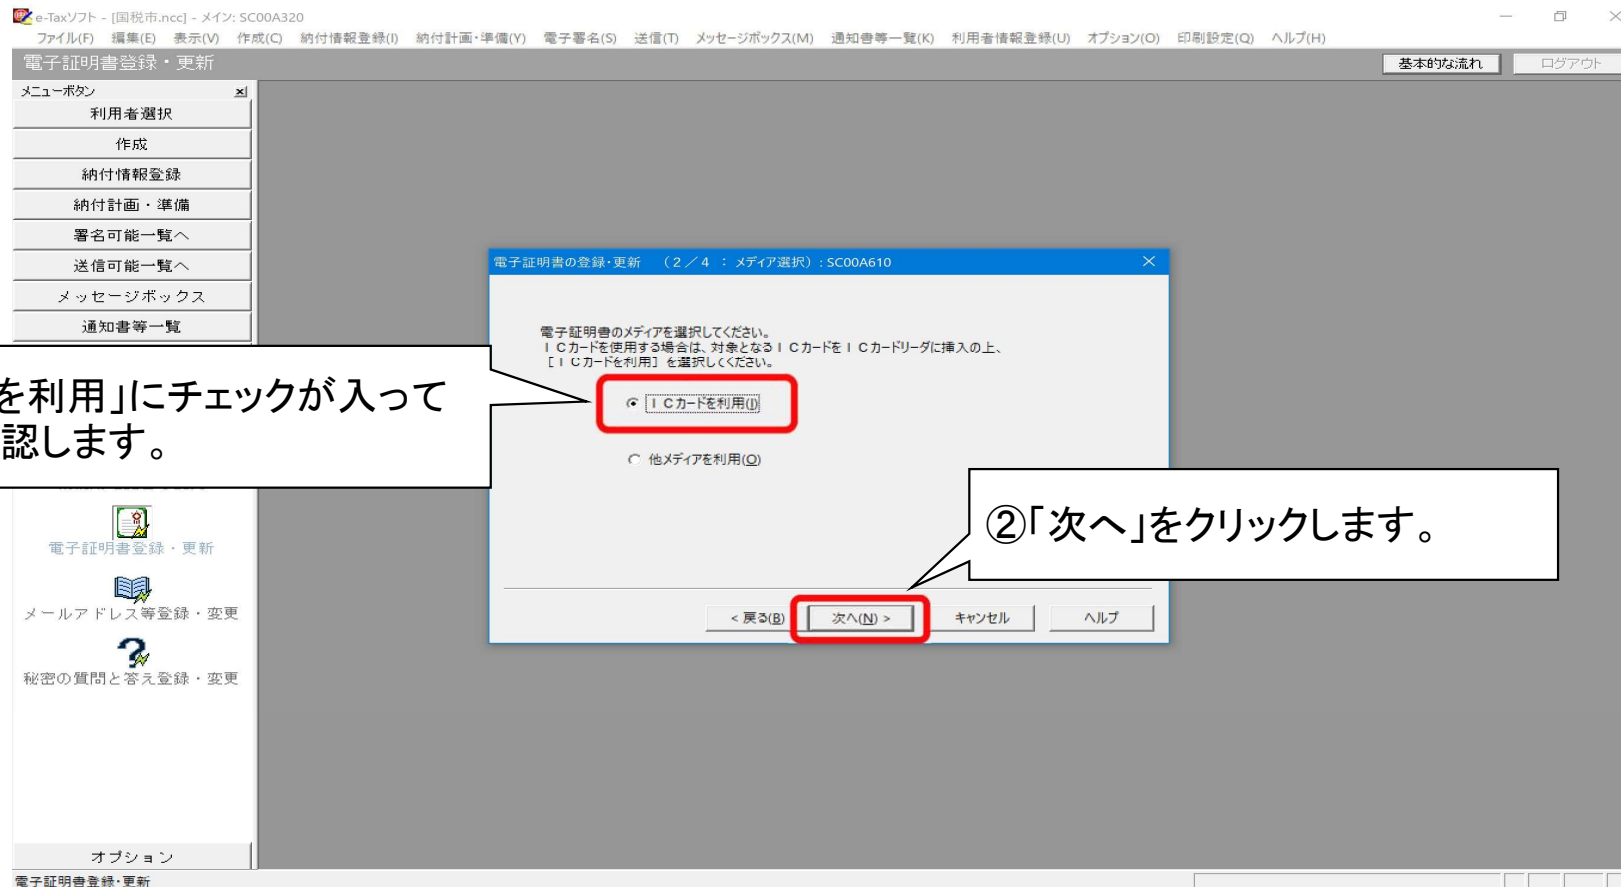 e-Taxソフト - [国税市.ncc] - メイン: SC00A320
ファイル(F) 編集(E) 表示(V) 作成(C) 納付情報登録(I) 納付計画・準備(Y) 電子署名(S) 送信(T) メッセージボックス(M) 通知書等一覧(K) 利用者情報登録(U) オプション(O) 印刷設定(Q) ヘルプ(H)
電子証明書登録・更新
基本的な流れ
ログアウト
メニューボタン
利用者選択
作成
納付情報登録
納付計画・準備
署名可能一覧へ
送信可能一覧へ
メッセージボックス
通知書等一覧
電子証明書の登録・更新 (2/4 : メディア選択) : SC00A610
電子証明書のメディアを選択してください。
ICカードを使用する場合は、対象となるICカードをICカードリーダに挿入の上、
[ICカードを利用] を選択してください。
ICカードを利用(I)
他メディアを利用(O)
を利用」にチェックが入って
認します。
②「次へ」をクリックします。
< 戻る(B)
次へ(N) >
キャンセル
ヘルプ
電子証明書登録・更新
メールアドレス等登録・変更
秘密の質問と答え登録・変更
オプション
電子証明書登録・更新